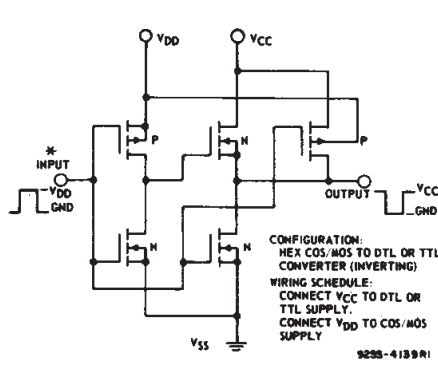 VDD
VCC
P
N
P
*
INPUT
VDD
GND
OUTPUT
VCC
GND
N
N
CONFIGURATION:
HEX COS/MOS TO DTL OR TTL
CONVERTER (INVERTING)
WIRING SCHEDULE:
CONNECT VCC TO DTL OR
TTL SUPPLY.
CONNECT VDD TO COS/MOS
SUPPLY
VSS
92SS-4139R1